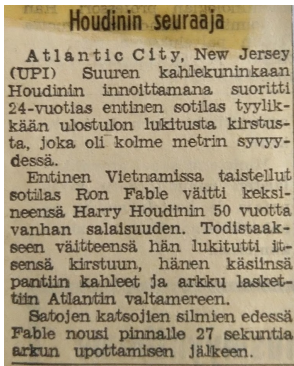 Houdinin seuraaja
Atlantic City, New Jersey
(UPI) Suuren kahlekuninkaan
Houdinin innoittamana suoritti
24-vuotias entinen sotilas tyylik-
kään ulostulon lukitusta kirstus-
ta, joka oli kolme metrin syvyy-
dessä.
Entinen Vietnamissa taistellut
sotilas Ron Fable väitti keksi-
neensä Harry Houdinin 50 vuotta
vanhan salaisuuden. Todistaak-
seen väitteensä hän lukitutti it-
sensä kirstuun, hänen käsiinsä
pantiin kahleet ja arkku lasket-
tiin Atlantin valtamereen.
Satojen katsojien silmien edessä
Fable nousi pinnalle 27 sekuntia
arkun upottamisen jälkeen.